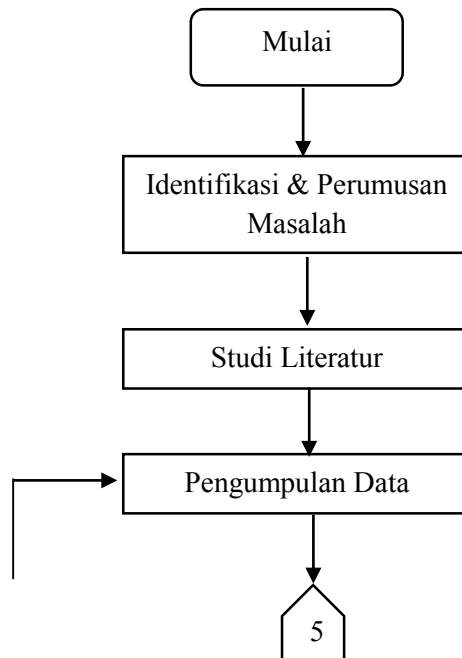 Mulai
Identifikasi & Perumusan
Masalah
Studi Literatur
Pengumpulan Data
5